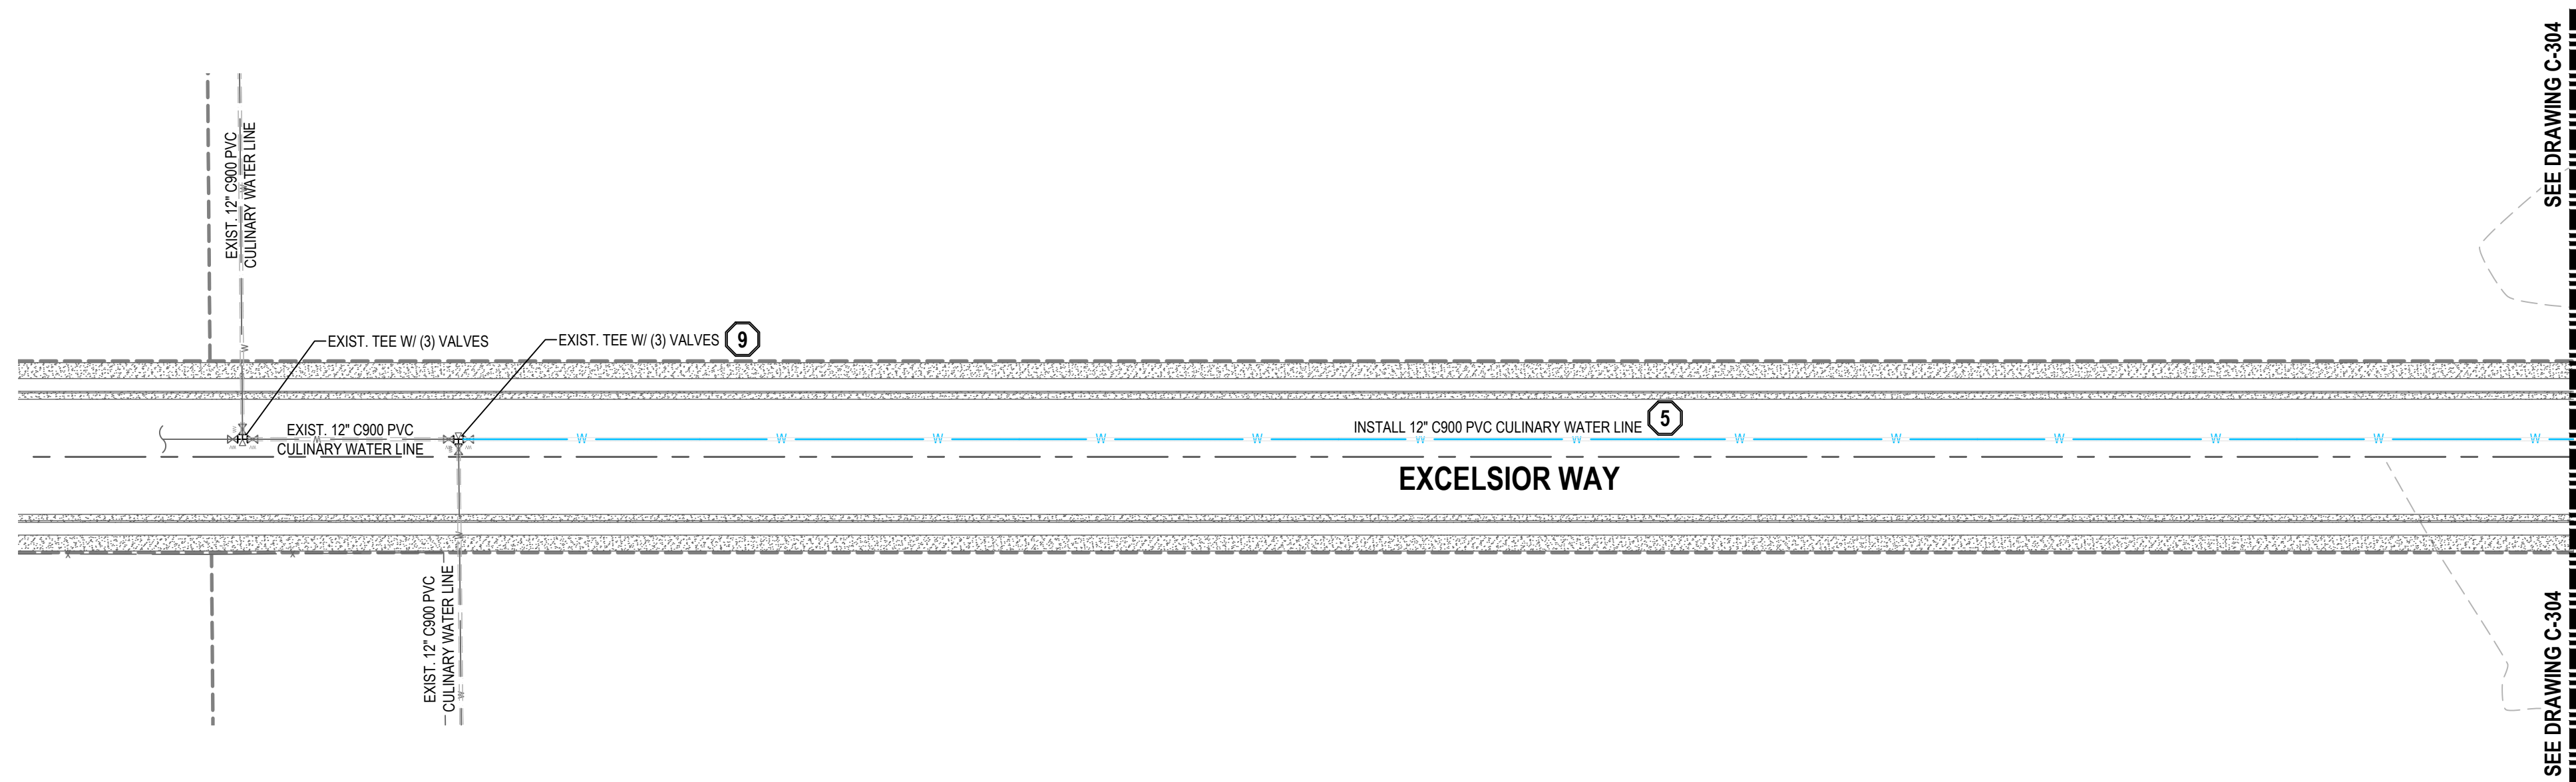 SEE DRAWING C-304
EXIST. 12" C900 PVC
CULINARY WATER LINE
EXIST. TEE W/ (3) VALVES
EXIST. TEE W/ (3) VALVES 9
EXIST. 12" C900 PVC
CULINARY WATER LINE
INSTALL 12" C900 PVC CULINARY WATER LINE 5
W W W W W W W W W W W W W
EXCELSIOR WAY
EXIST. 12" C900 PVC
CULINARY WATER LINE
SEE DRAWING C-304